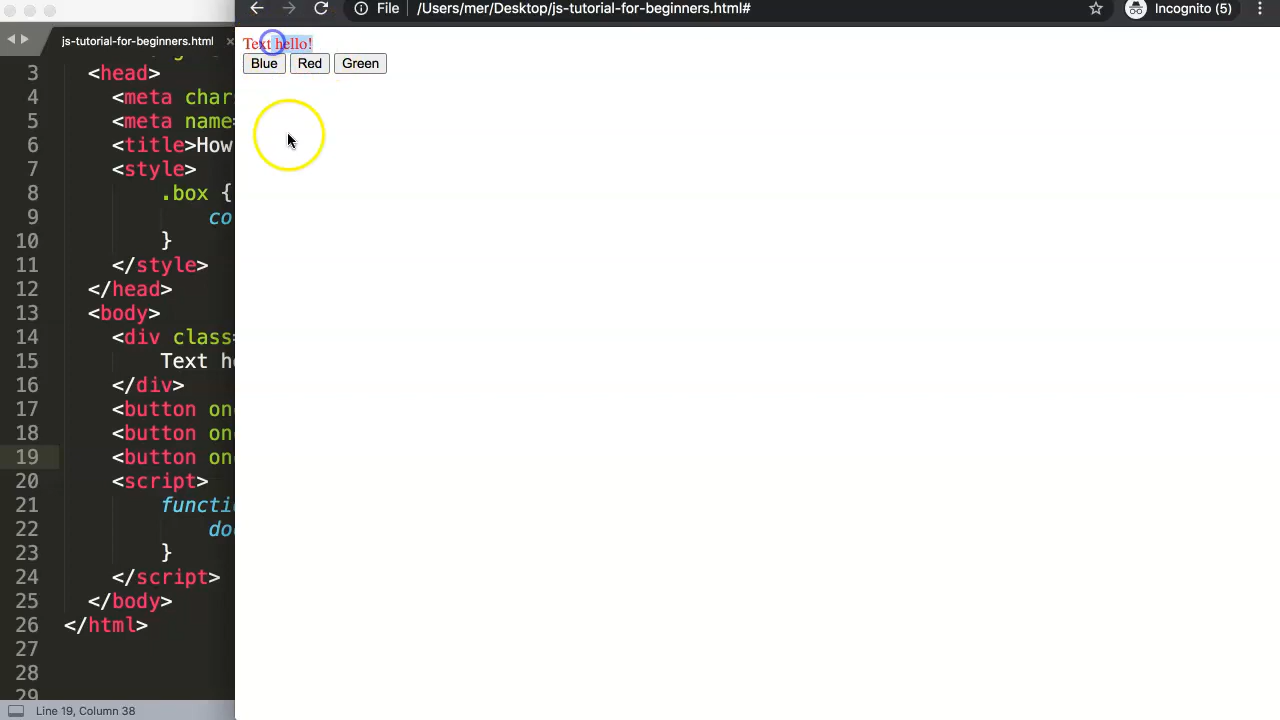 File /Users/mer/Desktop/js-tutorial-for-beginners.html# Incognito (5)
js-tutorial-for-beginners.html ×
Text hello!
Blue Red Green
3 <head>
4 <meta char
5 <meta name=
6 <title>How
7 <style>
8 .box {
9 co
10 }
11 </style>
12 </head>
13 <body>
14 <div class=
15 Text he
16 </div>
17 <button on
18 <button on
19 <button on
20 <script>
21 functi
22 do
23 }
24 </script>
25 </body>
26 </html>
27
28
29
Line 19, Column 38